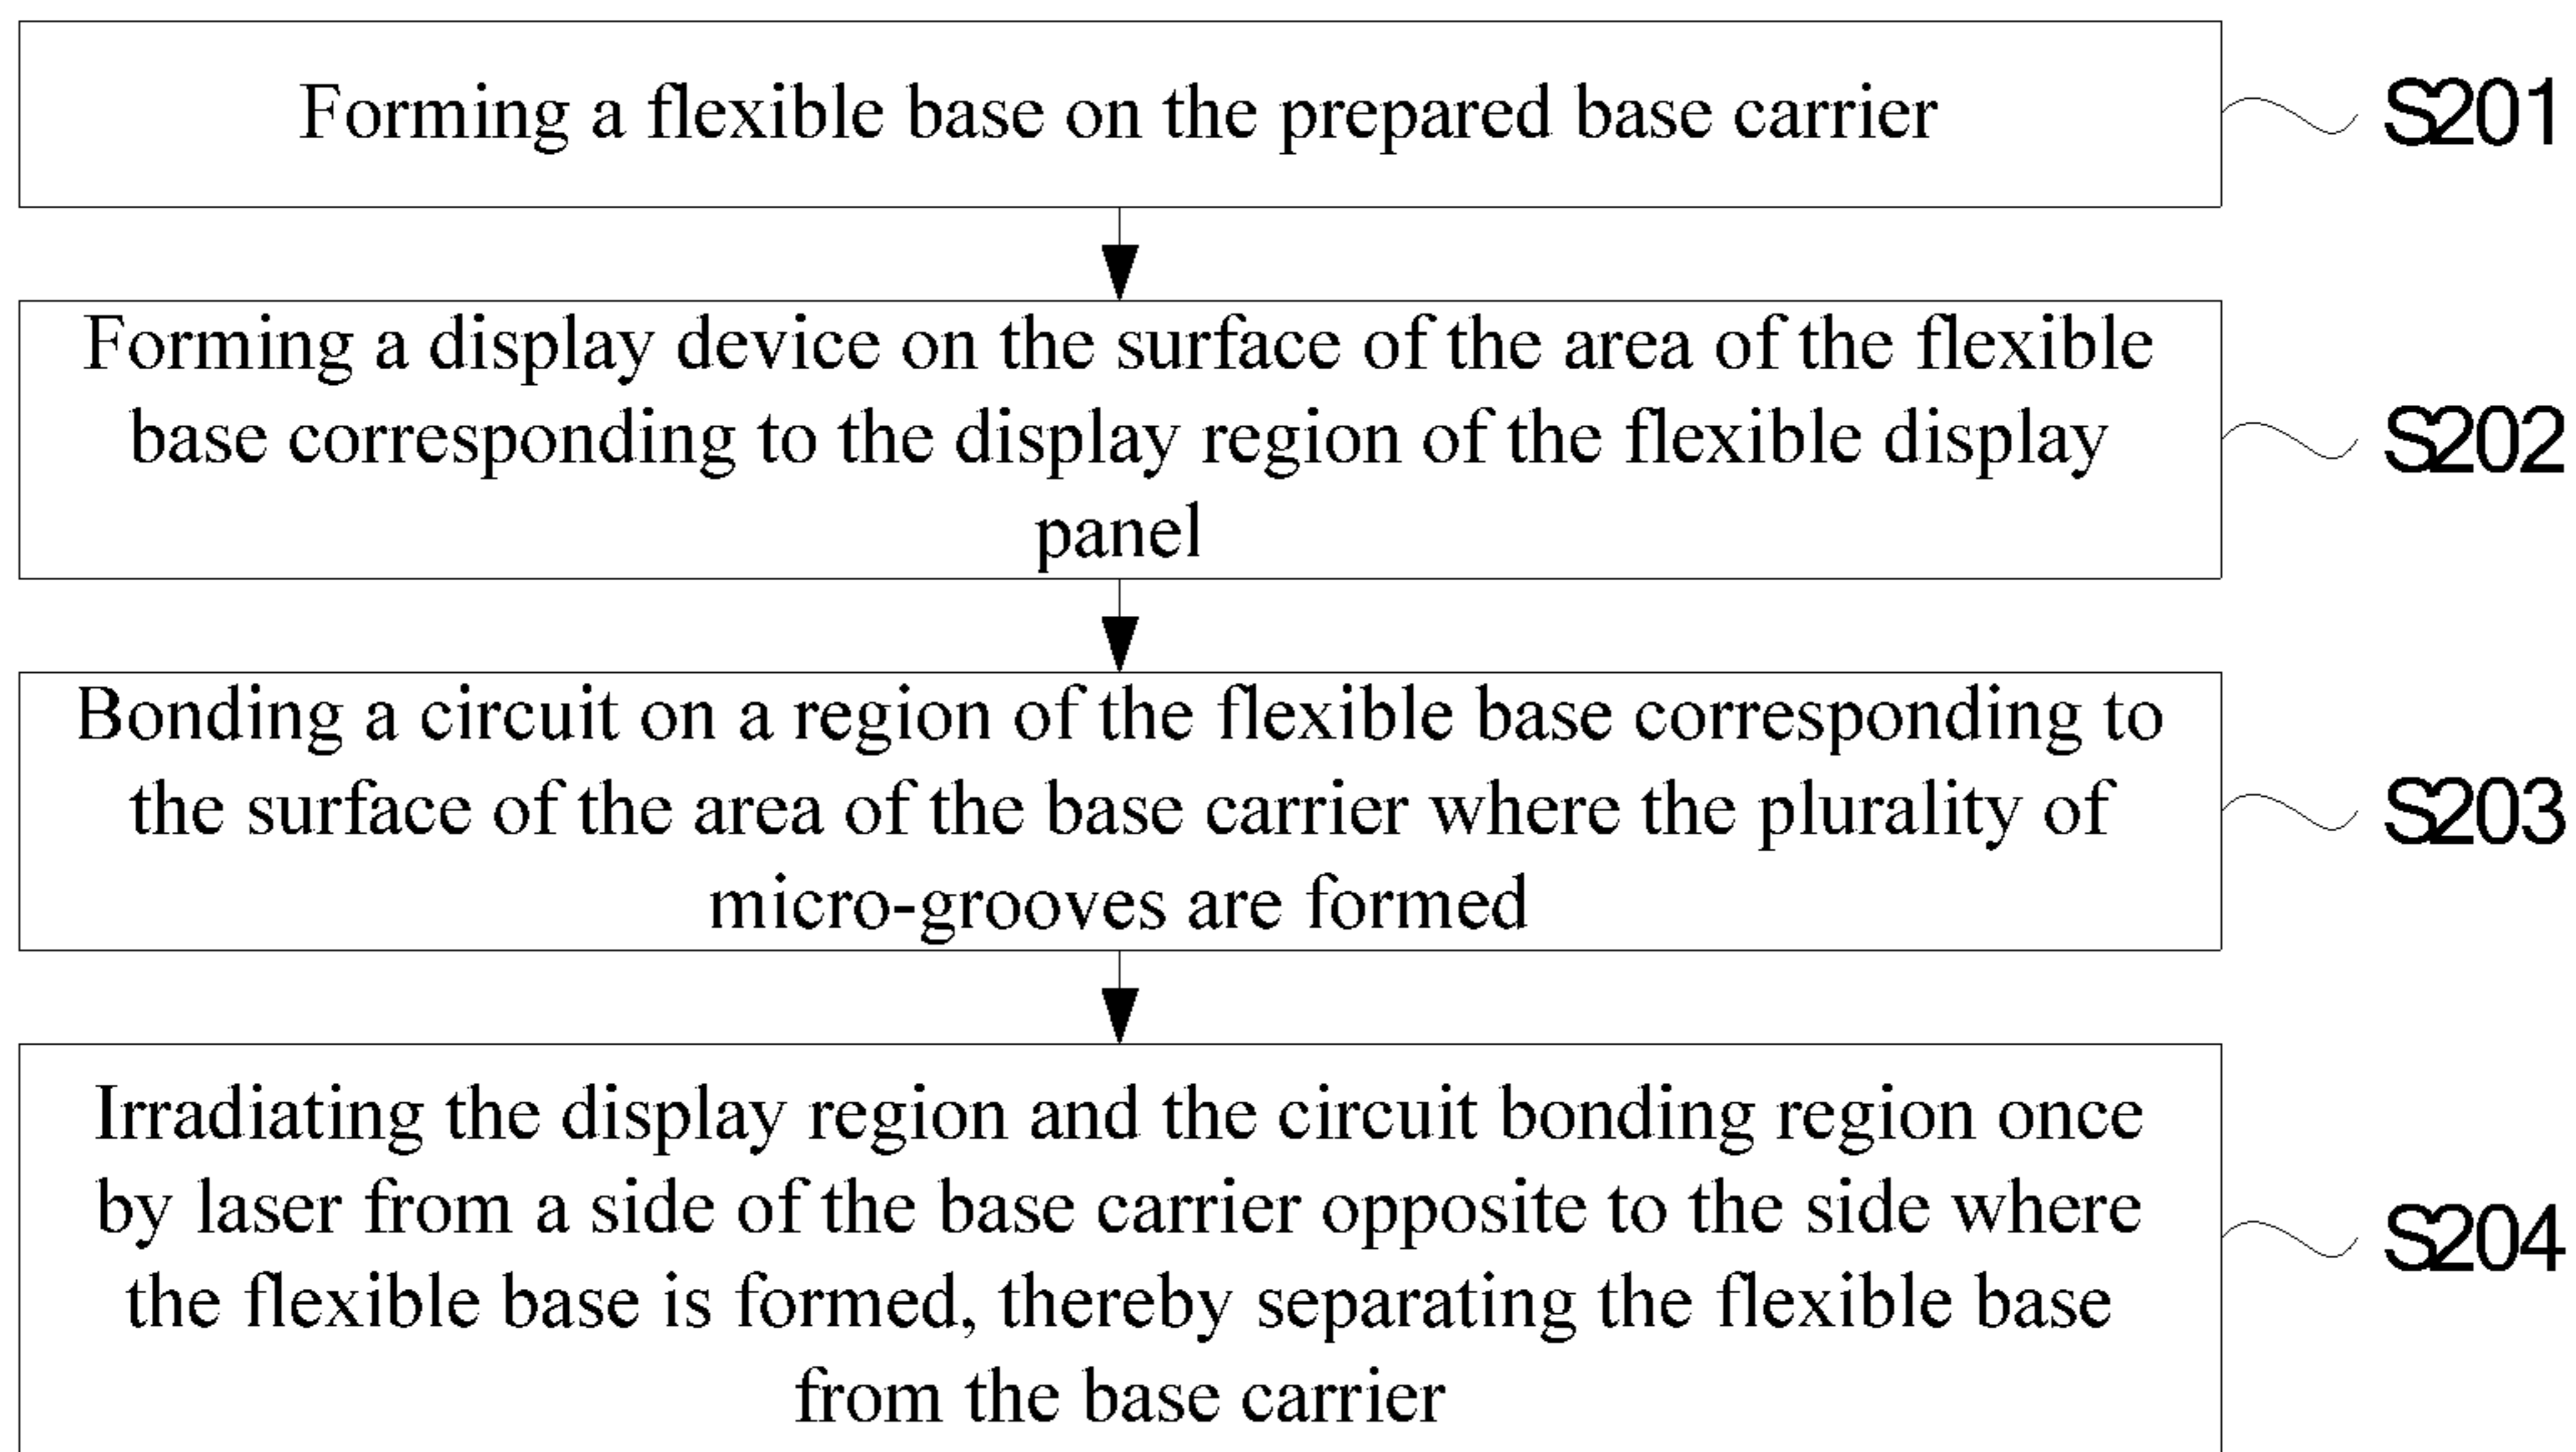 Forming a flexible base on the prepared base carrier
S201
Forming a display device on the surface of the area of the flexible
base corresponding to the display region of the flexible display
panel
S202
Bonding a circuit on a region of the flexible base corresponding to
the surface of the area of the base carrier where the plurality of
micro-grooves are formed
S203
Irradiating the display region and the circuit bonding region once
by laser from a side of the base carrier opposite to the side where
the flexible base is formed, thereby separating the flexible base
from the base carrier
S204